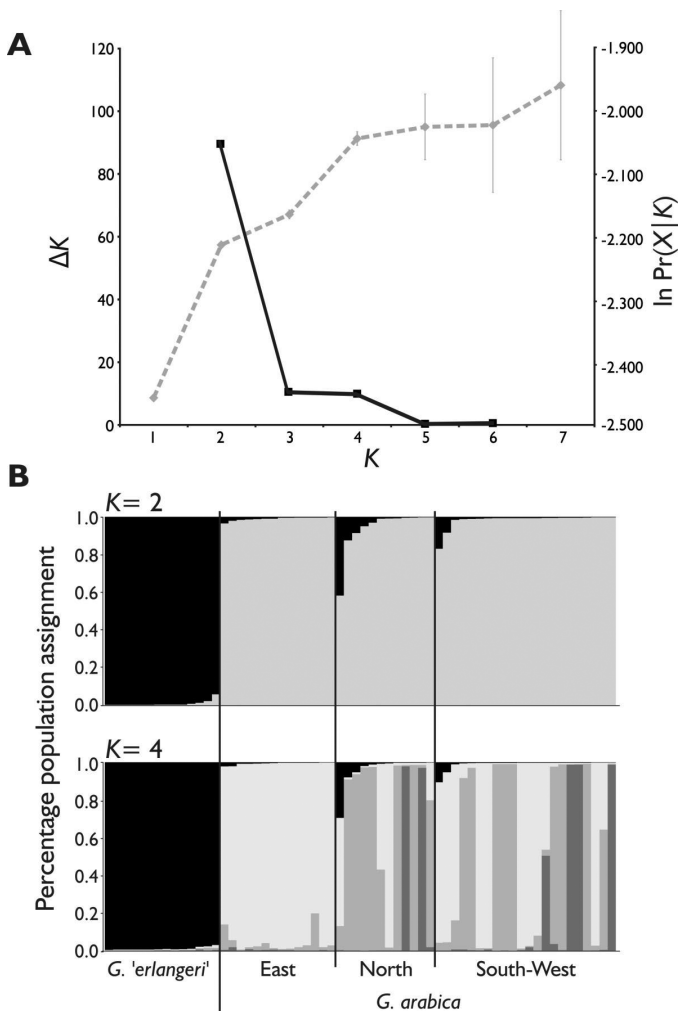 A
120
100
80
60
40
20
0
ΔK
-1.900
-2.000
-2.100
-2.200
-2.300
-2.400
-2.500
ln Pr(X|K)
1 2 3 4 5 6 7
K
B
K= 2
1.0
0.8
0.6
0.4
0.2
0.0
K= 4
1.0
0.8
0.6
0.4
0.2
0.0
Percentage population assignment
G. 'erlangeri' East North South-West
G. arabica